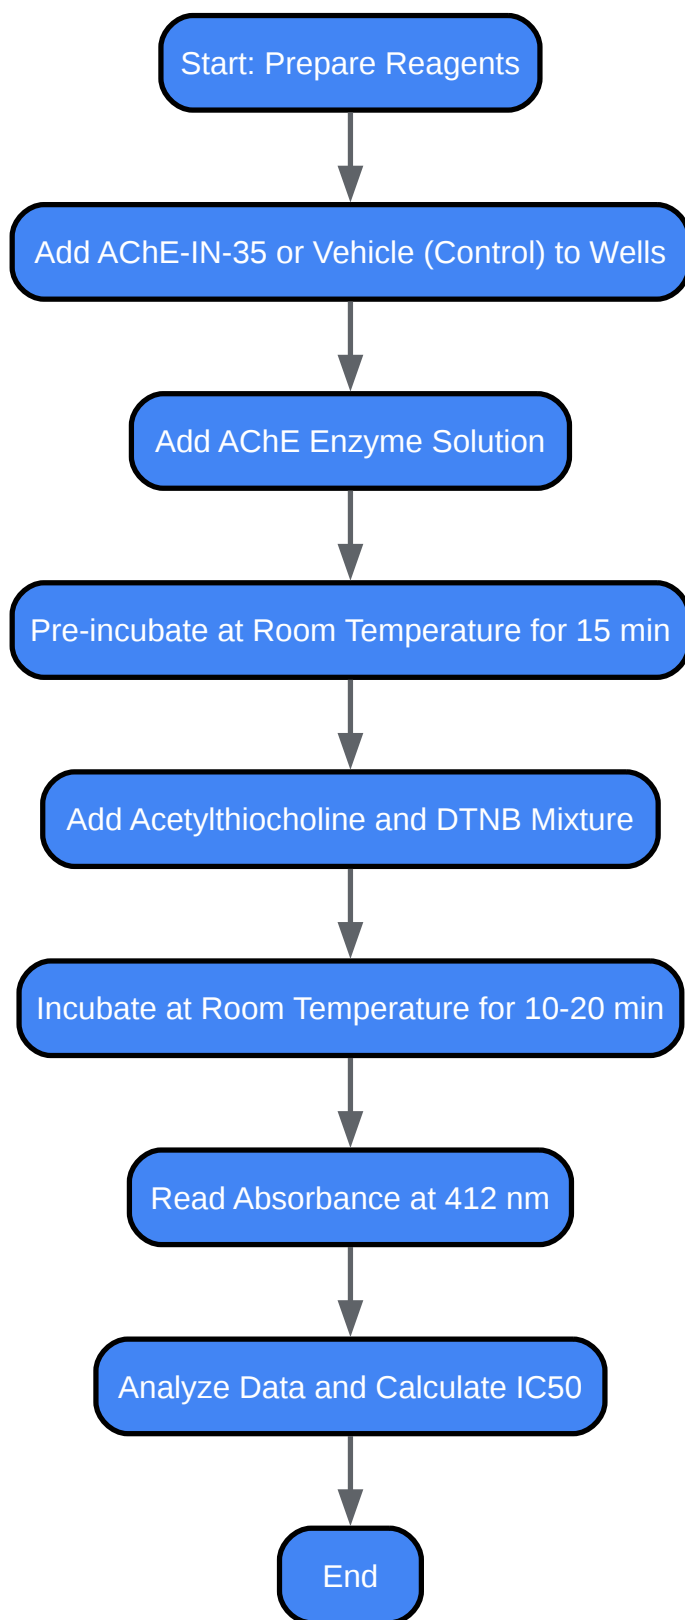 Start: Prepare Reagents
Add AChE-IN-35 or Vehicle (Control) to Wells
Add AChE Enzyme Solution
Pre-incubate at Room Temperature for 15 min
Add Acetylthiocholine and DTNB Mixture
Incubate at Room Temperature for 10-20 min
Read Absorbance at 412 nm
Analyze Data and Calculate IC50
End